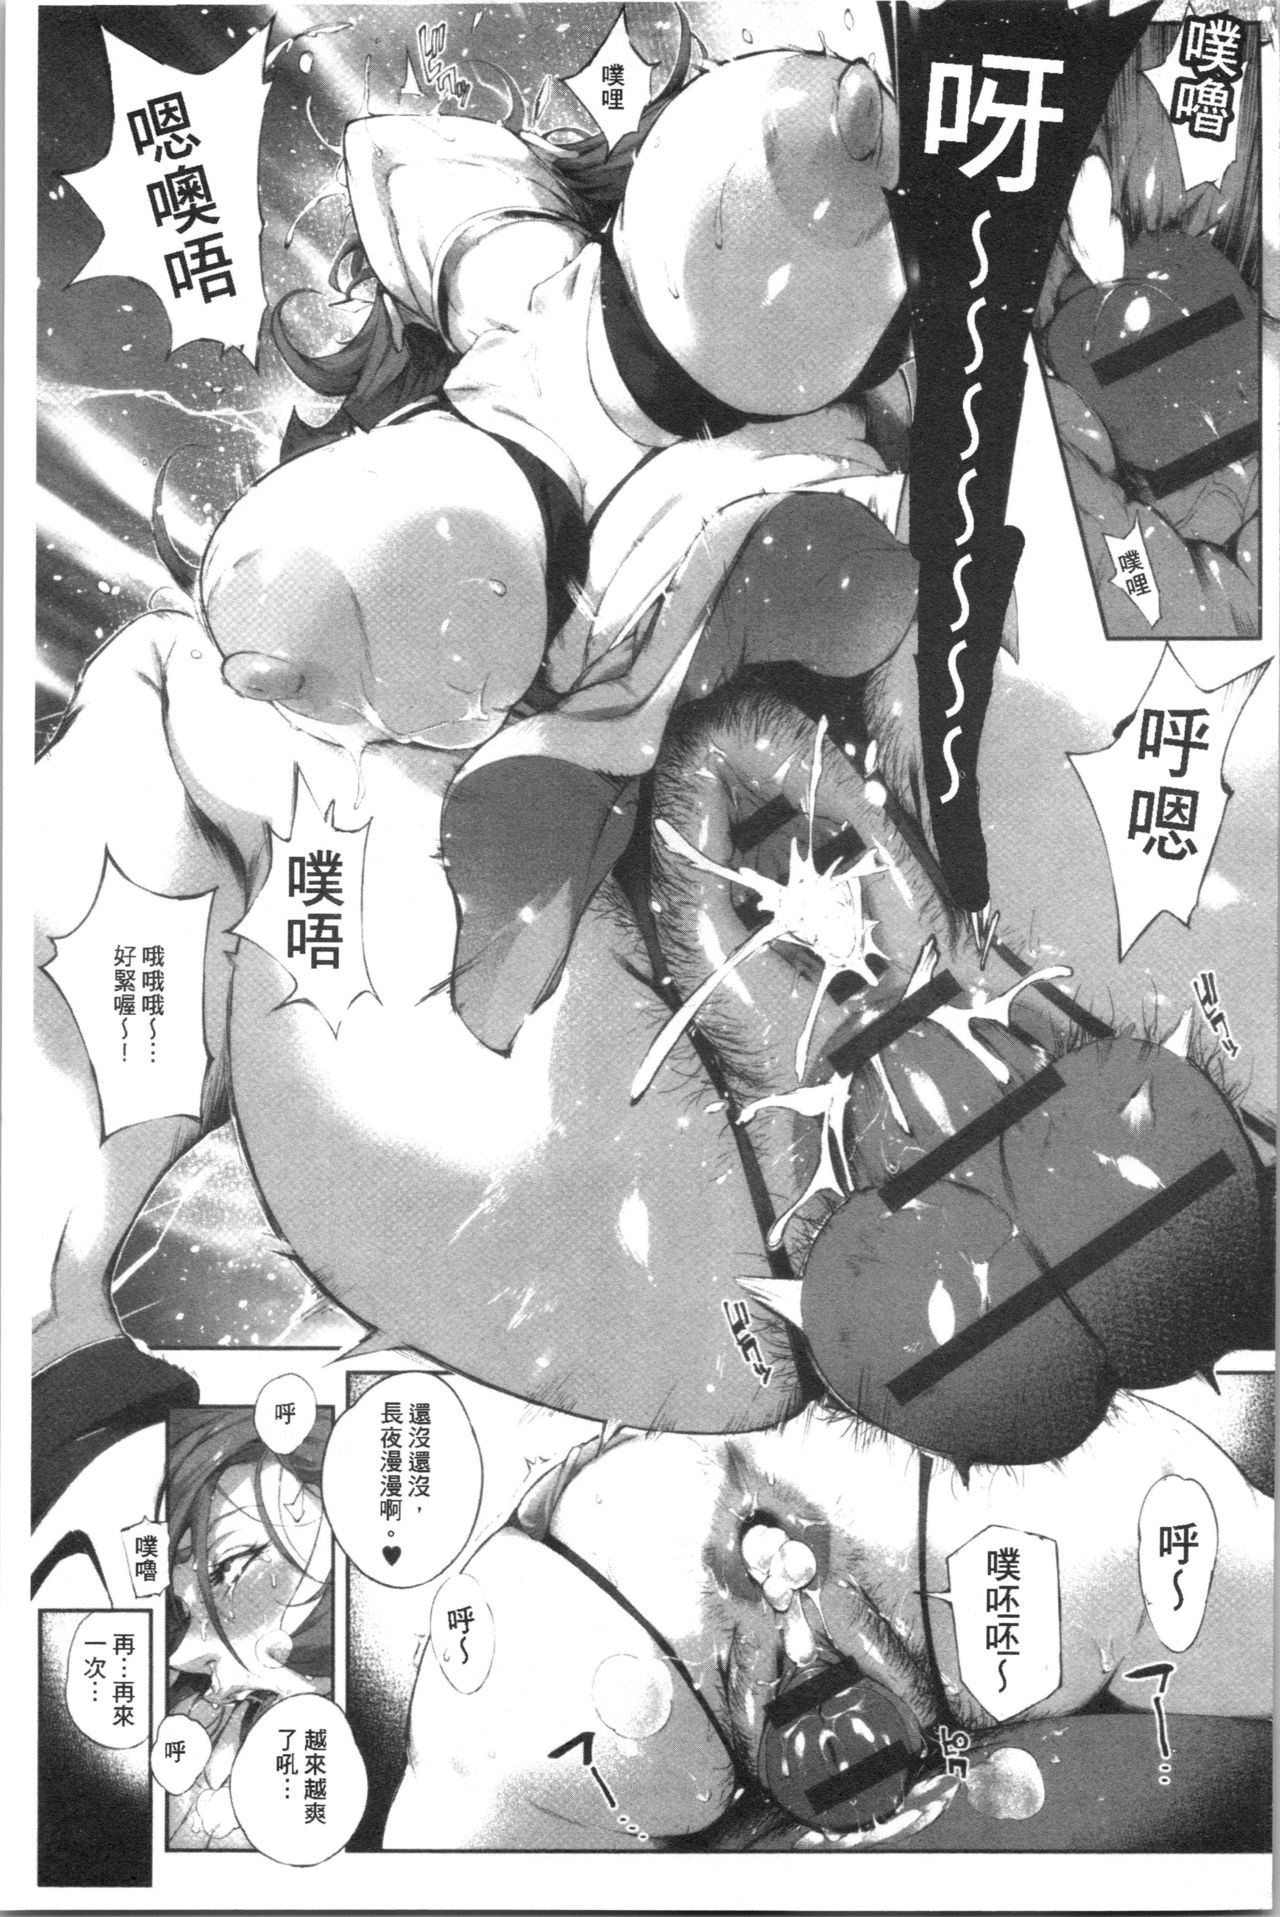 噗嚕
呀～～～～～～～～～
噗哩
噗哩
嗯噢唔
呼嗯
噗唔
哦哦哦～…
好緊喔～！
呼～
噗呸呸～
還沒還沒，
長夜漫漫啊。♥
呼～
呼
噗嚕
越來越爽
了吼…
呼
再…再來
一次…